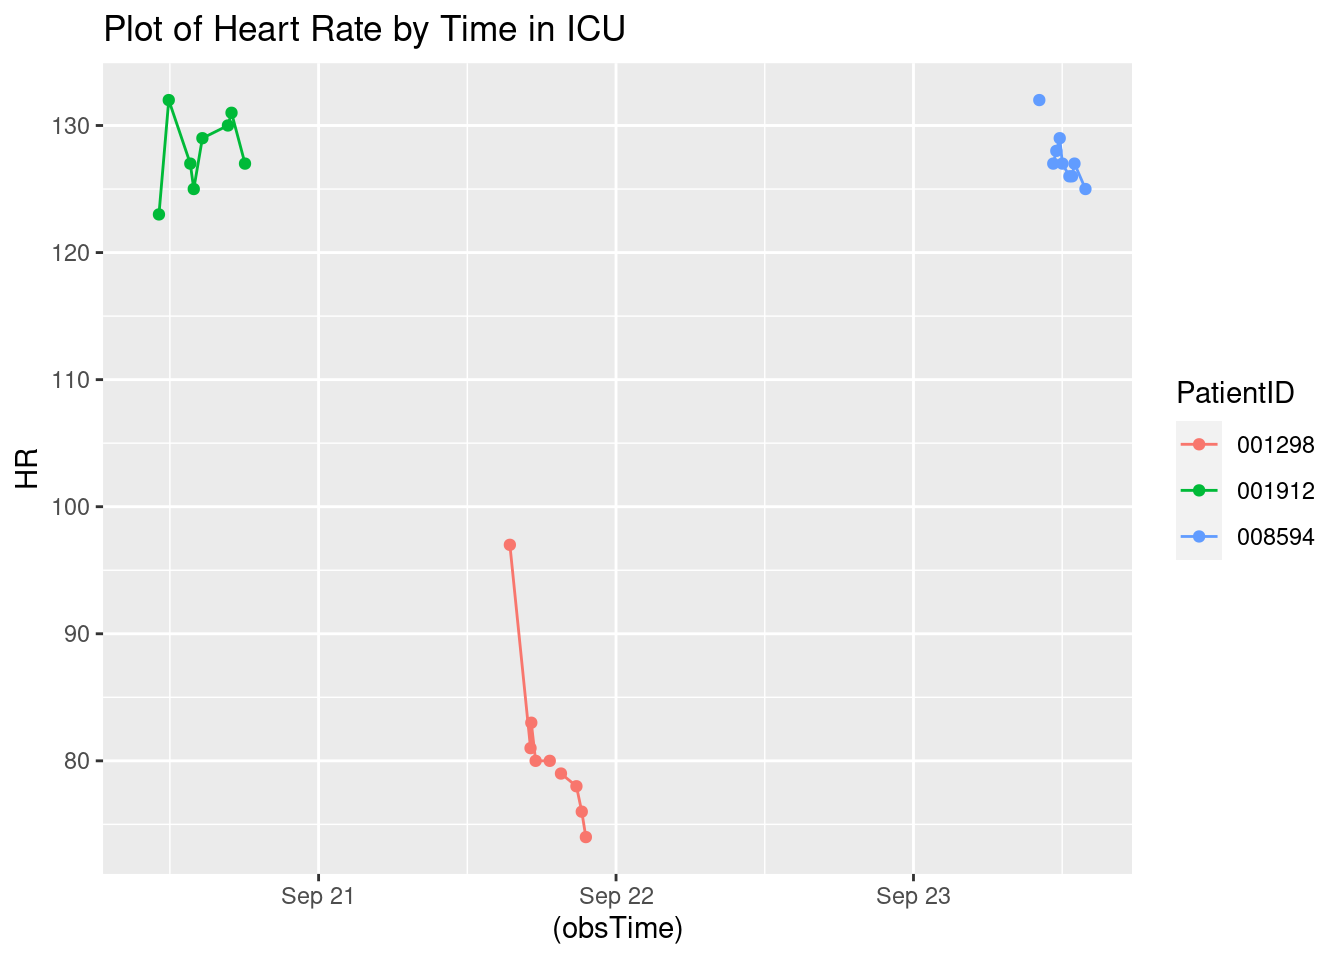 Plot of Heart Rate by Time in ICU
130
120
110
100
90
80
HR
Sep 21
Sep 22
Sep 23
(obsTime)
PatientID
001298
001912
008594